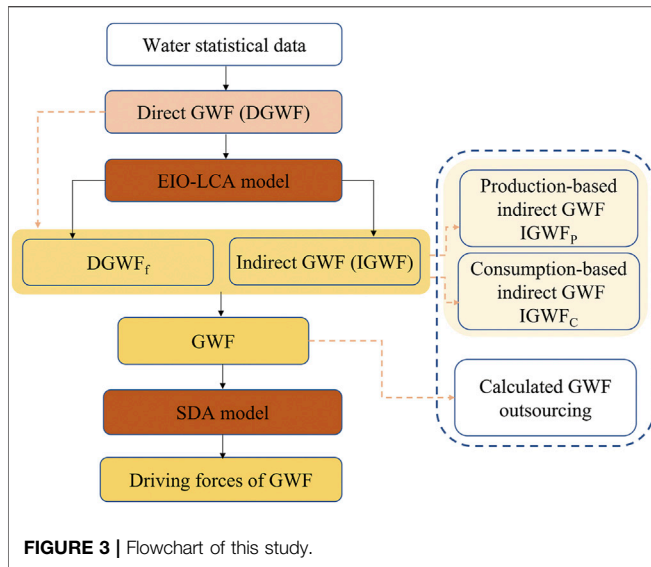 Water statistical data
Direct GWF (DGWF)
EIO-LCA model
DGWFf
Indirect GWF (IGWF)
Production-based
indirect GWF
IGWFP
Consumption-based
indirect GWF
IGWFC
GWF
Calculated GWF
outsourcing
SDA model
Driving forces of GWF
FIGURE 3 | Flowchart of this study.